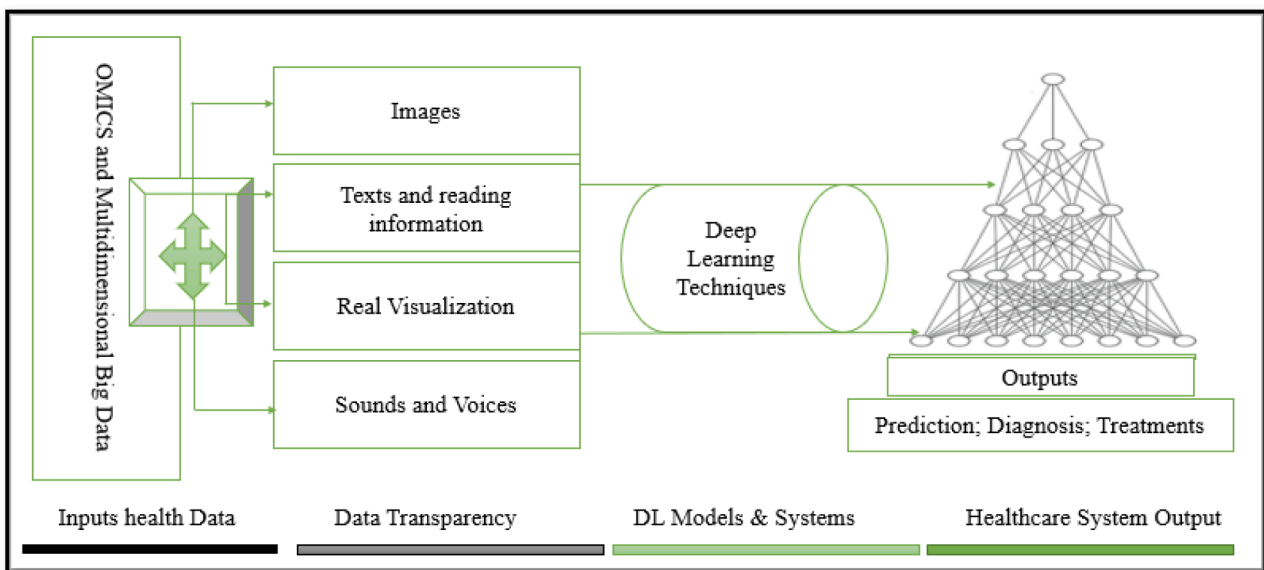 OMICS and Multidimensional Big Data
Images
Texts and reading
information
Real Visualization
Sounds and Voices
Deep
Learning
Techniques
Outputs
Prediction; Diagnosis; Treatments
Inputs health Data
Data Transparency
DL Models & Systems
Healthcare System Output